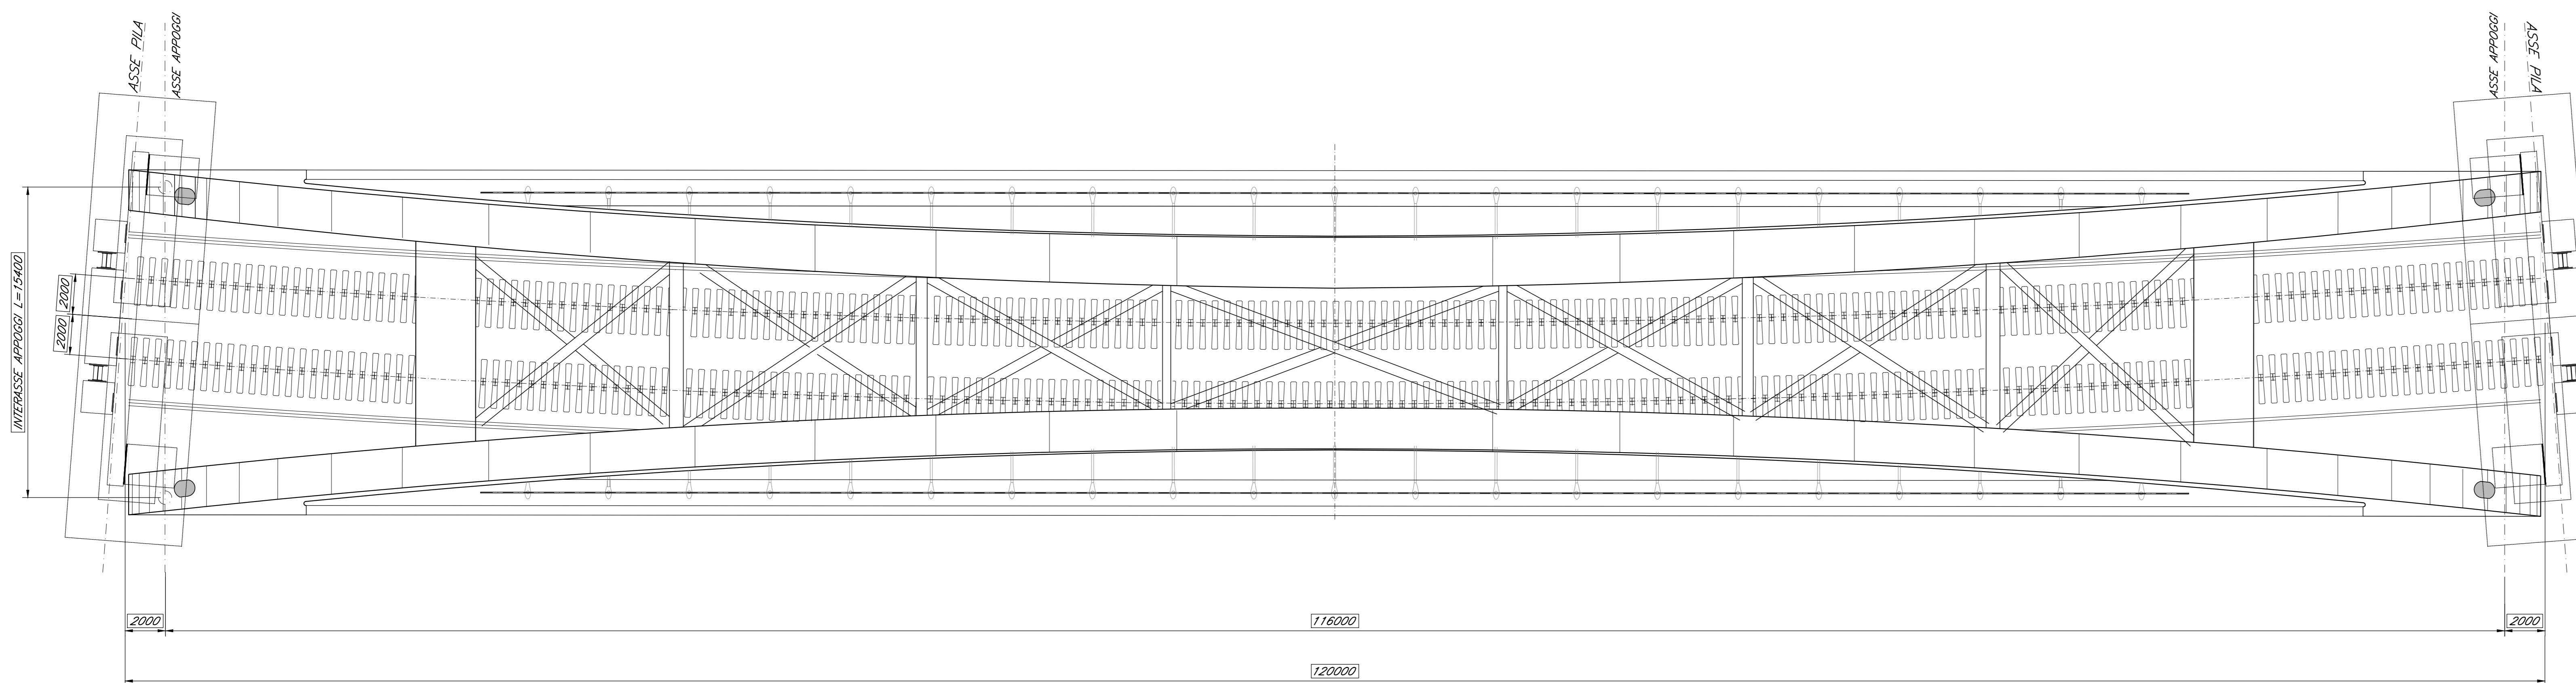 ASSE PILA
ASSE APPOGGI
ASSE APPOGGI
ASSE PILA
INTERASSE APPOGGI L=15400
2000
2000
2000
116000
2000
120000